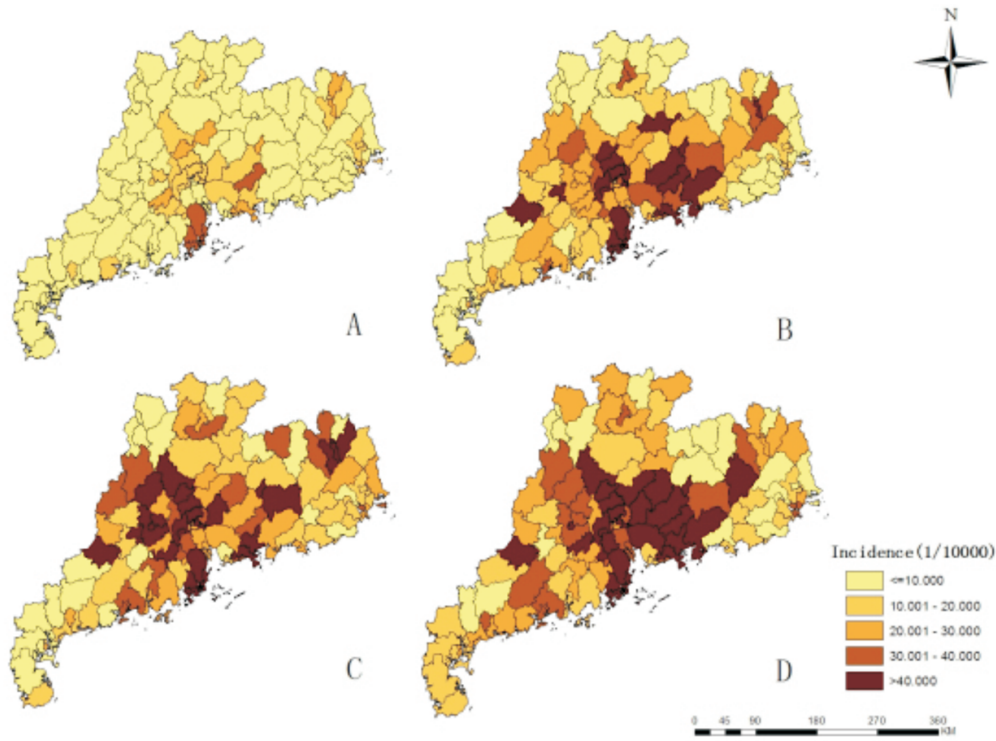 N
A
B
C
D
Incidence(1/10000)
<=10.000
10.001 - 20.000
20.001 - 30.000
30.001 - 40.000
>40.000
0 45 90 180 270 360
KM